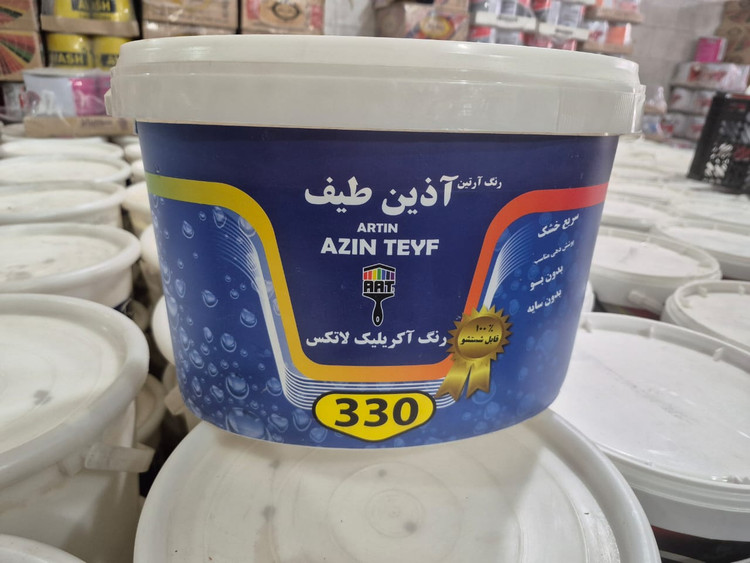 رنگ آرتین
آذین طیف
ARTIN
AZIN TEYF
ART
رنگ آکریلیک لاتکس
330
سریع خشک
پوشش دهی مناسب
بدون بو
بدون سایه
۱۰۰٪
قابل شستشو